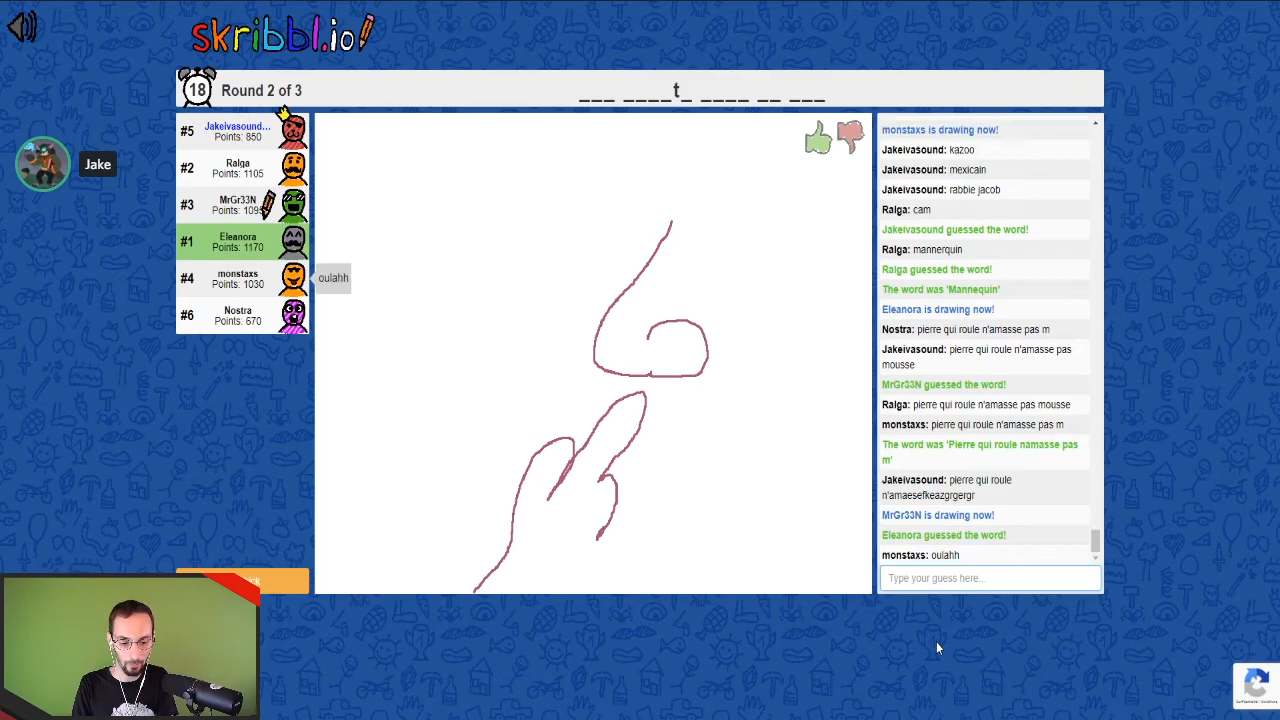 skribbl.io
18
Round 2 of 3
___ ____t_ ____ __ ___
Jake
#5
Jakeivasound...
Points: 850
#2
Ralga
Points: 1105
#3
MrGr33N
Points: 1095
#1
Eleanora
Points: 1170
#4
monstaxs
Points: 1030
oulahh
#6
Nostra
Points: 670
monstaxs is drawing now!
Jakeivasound: kazoo
Jakeivasound: mexicain
Jakeivasound: rabbie jacob
Ralga: cam
Jakeivasound guessed the word!
Ralga: mannerquin
Ralga guessed the word!
The word was 'Mannequin'
Eleanora is drawing now!
Nostra: pierre qui roule n'amasse pas m
Jakeivasound: pierre qui roule n'amasse pas
mousse
MrGr33N guessed the word!
Ralga: pierre qui roule n'amasse pas mousse
monstaxs: pierre qui roule n'amasse pas m
The word was 'Pierre qui roule namasse pas
m'
Jakeivasound: pierre qui roule
n'amaesefkeazgrgergr
MrGr33N is drawing now!
Eleanora guessed the word!
monstaxs: oulahh
Type your guess here...